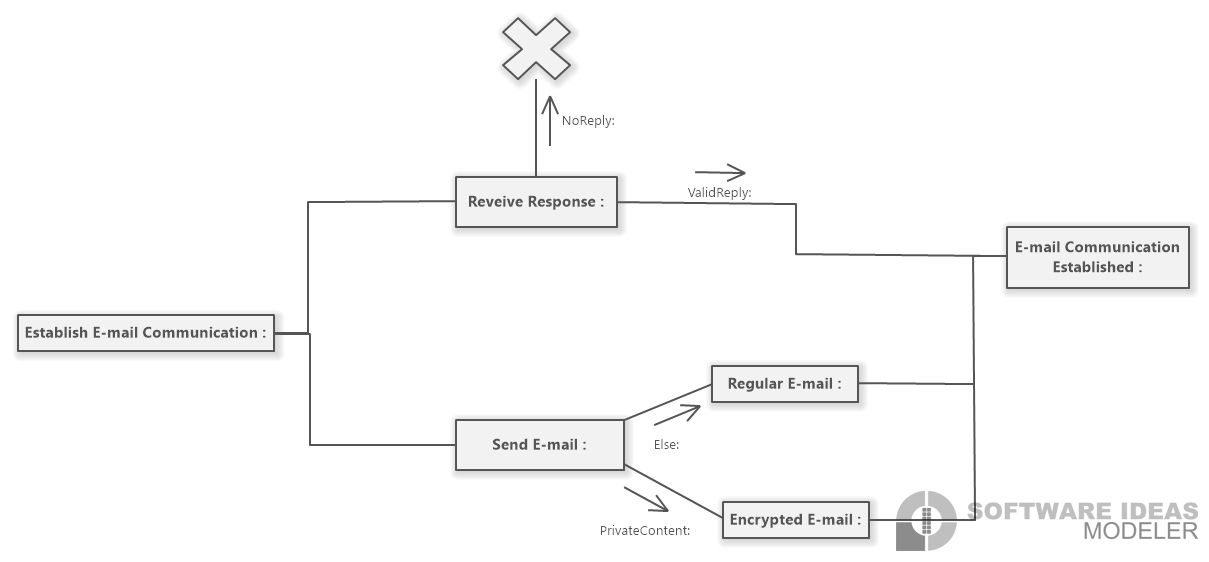 NoReply:
ValidReply:
Reveive Response :
E-mail Communication
Established :
Establish E-mail Communication :
Regular E-mail :
Send E-mail :
Else:
Encrypted E-mail :
PrivateContent:
SOFTWARE IDEAS
MODELER